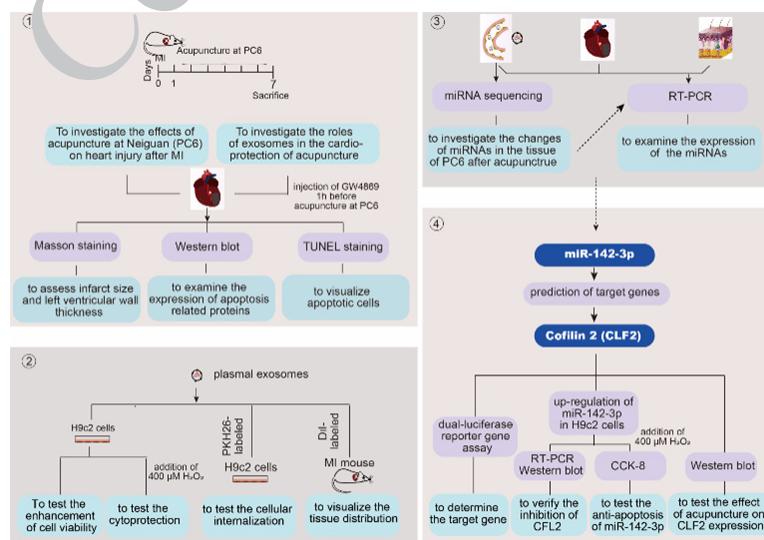 ①
Acupuncture at PC6
MI
Days
0 1 7
Sacrifice
To investigate the effects of
acupuncture at Neiguan (PC6)
on heart injury after MI
To investigate the roles
of exosomes in the cardio-
protection of acupuncture
injection of GW4869
1h before
acupuncture at PC6
Masson staining
Western blot
TUNEL staining
to assess infarct size
and left ventricular wall
thickness
to examine the
expression of apoptosis
related proteins
to visualize
apoptotic cells
②
plasmal exosomes
H9c2 cells
PKH26-
labeled
H9c2 cells
DiI-
labeled
MI mouse
addition of
400 μM H₂O₂
To test the
enhancement
of cell viability
to test the
cytoprotection
to test the cellular
internalization
to visualize the
tissue distribution
③
miRNA sequencing
RT-PCR
to investigate the changes
of miRNAs in the tissue
of PC6 after acupunctrue
to examine the expression
of the miRNAs
④
miR-142-3p
prediction of target genes
Cofilin 2 (CLF2)
dual-luciferase
reporter gene
assay
up-regulation of
miR-142-3p
in H9c2 cells
addition of
400 μM H₂O₂
RT-PCR
Western blot
CCK-8
Western blot
to determine
the target gene
to verify the
inhibition of
CFL2
to test the
anti-apoptosis
of miR-142-3p
to test the effect
of acupuncture on
CLF2 expression